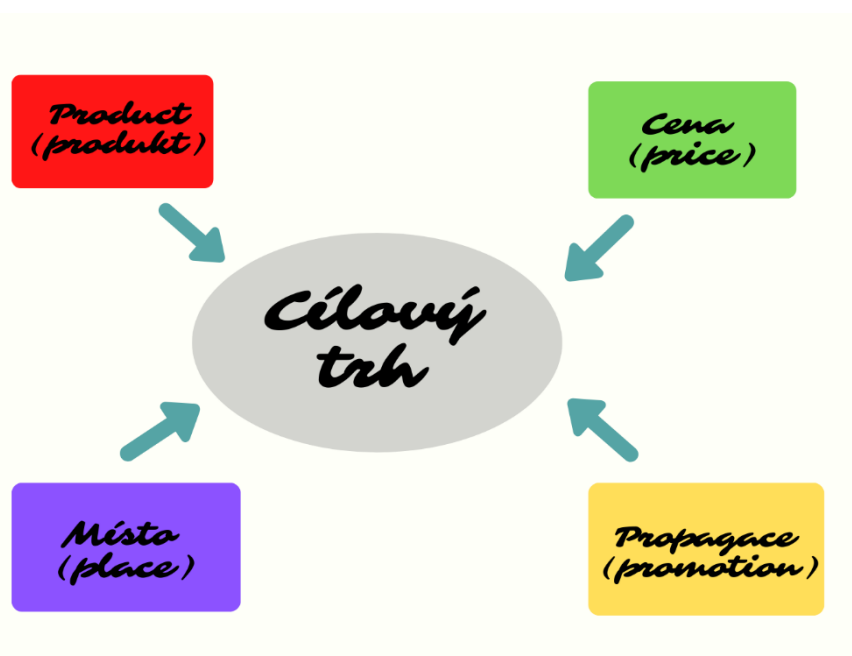 Product
(produkt)
Cena
(price)
Cílový
trh
Místo
(place)
Propagace
(promotion)